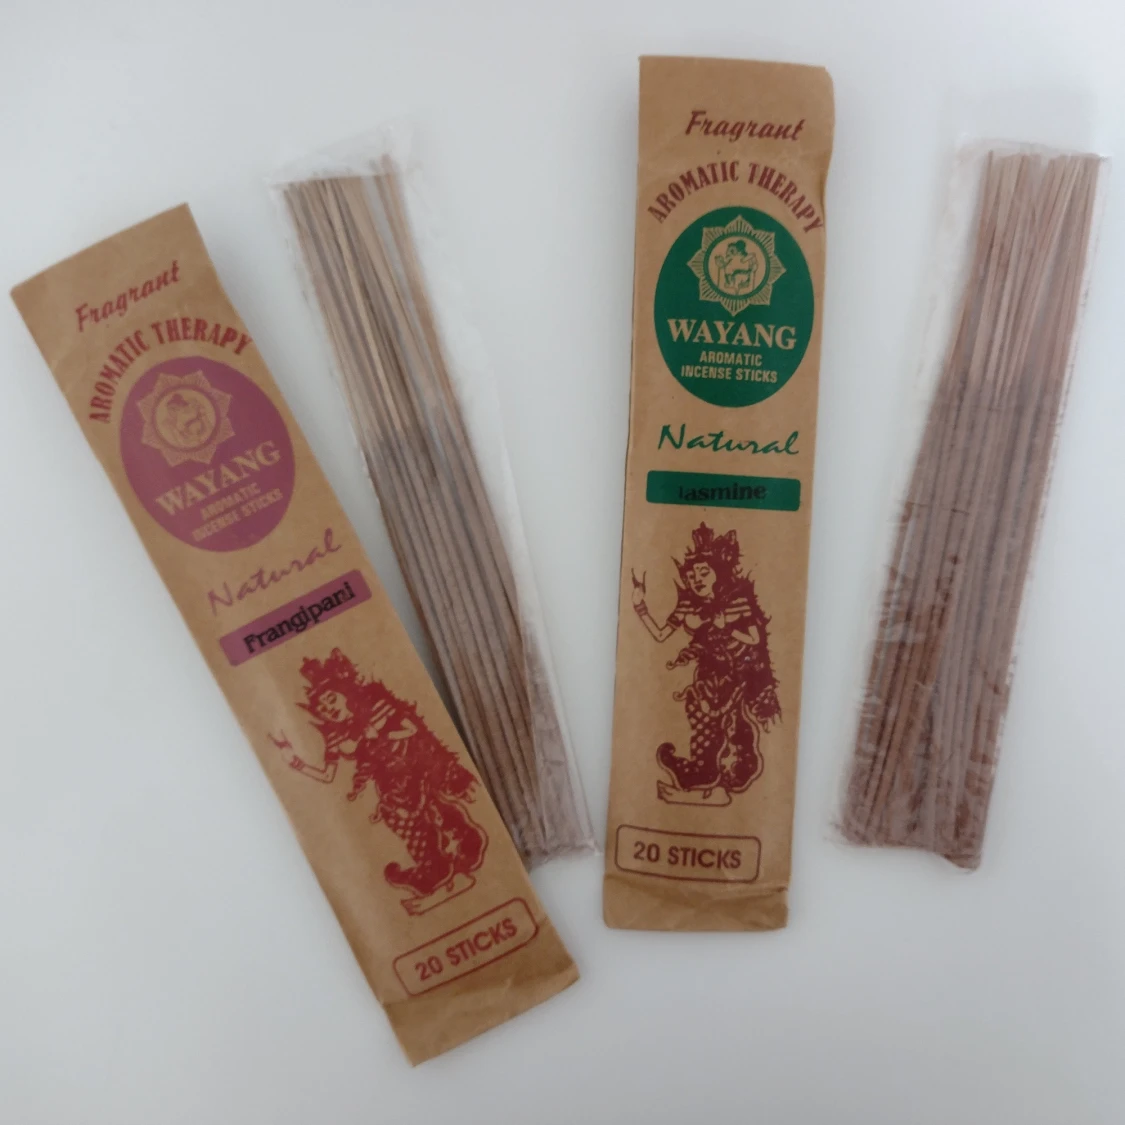 Fragrant
AROMATIC THERAPY
WAYANG
AROMATIC
INCENSE STICKS
Natural
Frangipani
20 STICKS
Fragrant
AROMATIC THERAPY
WAYANG
AROMATIC
INCENSE STICKS
Natural
Jasmine
20 STICKS